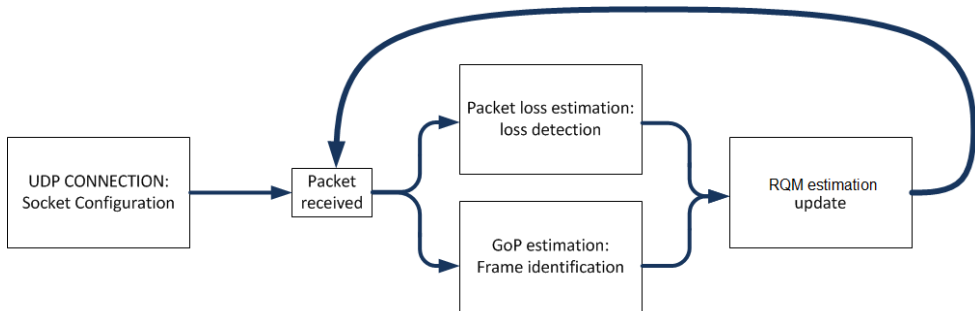 UDP CONNECTION:
Socket Configuration
Packet
received
Packet loss estimation:
loss detection
GoP estimation:
Frame identification
RQM estimation
update